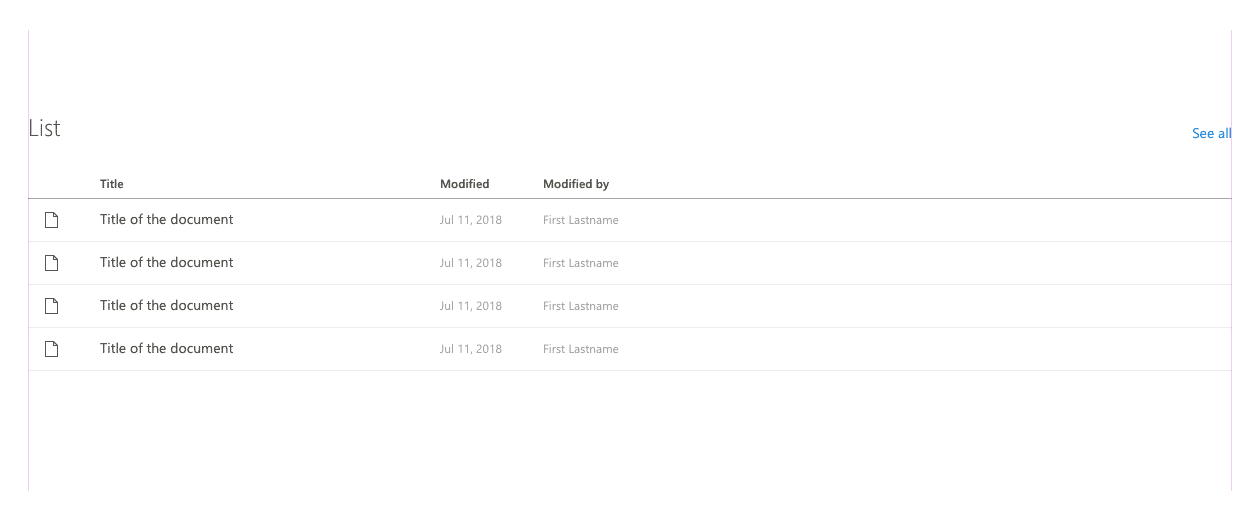 List
See all
Title Modified Modified by
Title of the document Jul 11, 2018 First Lastname
Title of the document Jul 11, 2018 First Lastname
Title of the document Jul 11, 2018 First Lastname
Title of the document Jul 11, 2018 First Lastname